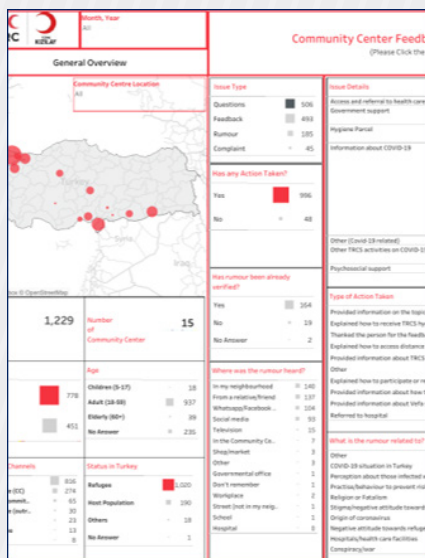 RC
KIZILAY
Month, Year
All
Community Center Feedb
(Please Click the
General Overview
Community Centre Location
All
Turkey
Syria
Iraq
© OpenStreetMap
1,229
Number
of
Community Center
15
778
451
Age
Children (5-17) 18
Adult (18-59) 937
Elderly (60+) 39
No Answer 235
Channels
816
(CC) 274
65
30
23
13
8
Status in Turkey
Refugee 1,020
Host Population 190
Others 18
No Answer 1
Issue Type
Questions 506
Feedback 493
Rumour 185
Complaint 45
Has any Action Taken?
Yes 996
No 48
Has rumour been already
verified?
Yes 164
No 19
No Answer 2
Where was the rumour heard?
In my neighbourhood 140
From a relative/friend 137
Whatsapp/Facebook .. 104
Social media 93
Television 15
In the Community Ce.. 7
Shop/market 3
Other 3
Governmental office 1
Don't remember 1
Workplace 2
Street (not in my neig.. 1
School 1
Hospital 0
Issue Details
Access and referral to health care
Government support
Hygiene Parcel
Information about COVID-19
Other (Covid-19 related)
Other TRCS activities on COVID-1
Psychosocial support
Type of Action Taken
Provided information on the topic
Explained how to receive TRCS hy
Thanked the person for the feedb
Explained how to access distance
Provided information about TRCS
Other
Explained how to participate or re
Provided information about how t
Provided information about Vefa
Referred to hospital
What is the rumour related to?
Other
COVID-19 situation in Turkey
Perception about those infected w
Practise/behaviour to prevent ris
Religion or Fatalism
Stigma/negative attitude toward
Origin of coronavirus
Negative attitude towards refuge
Hospitals/health care facilities
Conspiracy/war